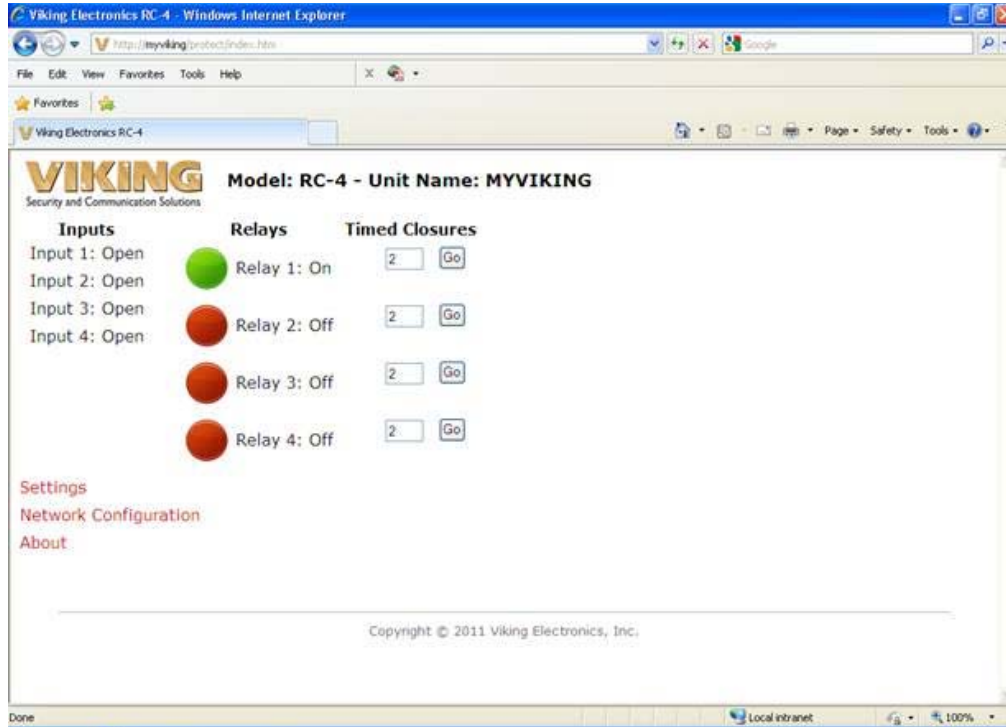 Viking Electronics RC-4 - Windows Internet Explorer
http://myviking/protect/index.htm
Google
File Edit View Favorites Tools Help
Favorites
Viking Electronics RC-4
Page Safety Tools
VIKING
Security and Communication Solutions
Model: RC-4 - Unit Name: MYVIKING
Inputs Relays Timed Closures
Input 1: Open
Input 2: Open
Input 3: Open
Input 4: Open
Relay 1: On 2 Go
Relay 2: Off 2 Go
Relay 3: Off 2 Go
Relay 4: Off 2 Go
Settings
Network Configuration
About
Copyright © 2011 Viking Electronics, Inc.
Done Local intranet 100%